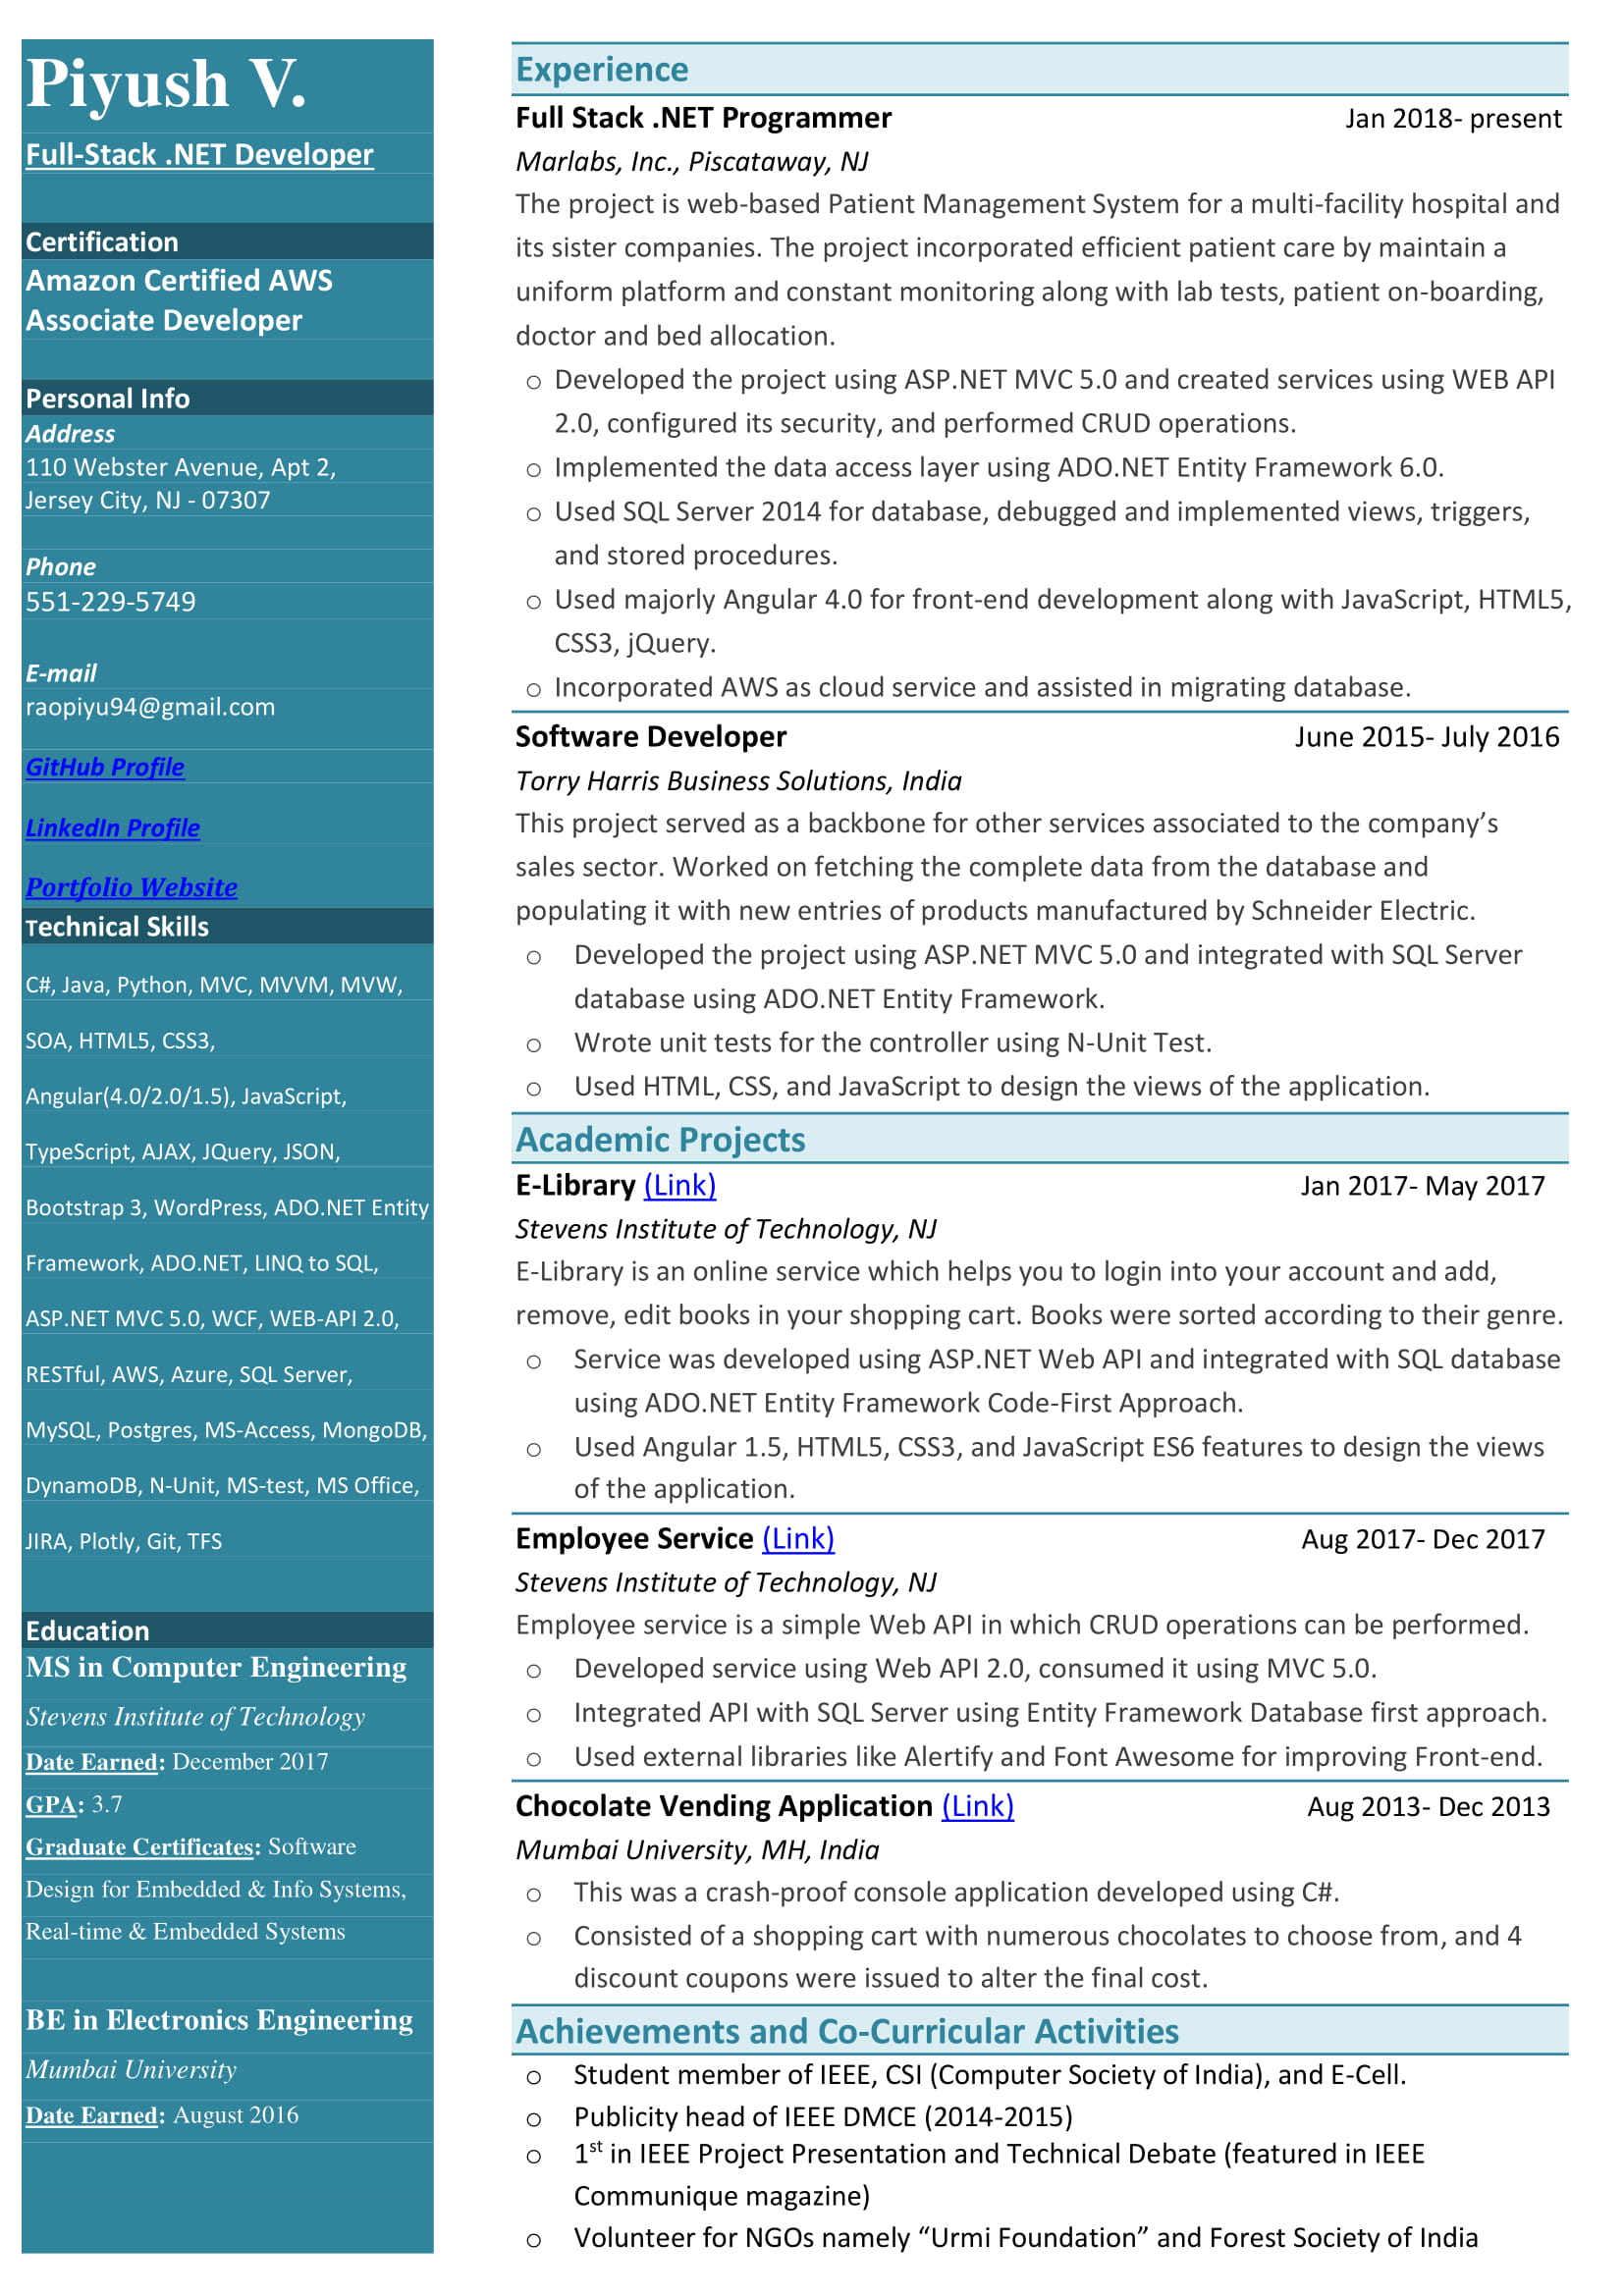 Piyush V.
Full-Stack .NET Developer
Certification
Amazon Certified AWS
Associate Developer
Personal Info
Address
110 Webster Avenue, Apt 2,
Jersey City, NJ - 07307
Phone
551-229-5749
E-mail
raopiyu94@gmail.com
GitHub Profile
LinkedIn Profile
Portfolio Website
Technical Skills
C#, Java, Python, MVC, MVVM, MVW,
SOA, HTML5, CSS3,
Angular(4.0/2.0/1.5), JavaScript,
TypeScript, AJAX, JQuery, JSON,
Bootstrap 3, WordPress, ADO.NET Entity
Framework, ADO.NET, LINQ to SQL,
ASP.NET MVC 5.0, WCF, WEB-API 2.0,
RESTful, AWS, Azure, SQL Server,
MySQL, Postgres, MS-Access, MongoDB,
DynamoDB, N-Unit, MS-test, MS Office,
JIRA, Plotly, Git, TFS
Education
MS in Computer Engineering
Stevens Institute of Technology
Date Earned: December 2017
GPA: 3.7
Graduate Certificates: Software
Design for Embedded & Info Systems,
Real-time & Embedded Systems
BE in Electronics Engineering
Mumbai University
Date Earned: August 2016
Experience
Full Stack .NET Programmer Jan 2018- present
Marlabs, Inc., Piscataway, NJ
The project is web-based Patient Management System for a multi-facility hospital and
its sister companies. The project incorporated efficient patient care by maintain a
uniform platform and constant monitoring along with lab tests, patient on-boarding,
doctor and bed allocation.
o Developed the project using ASP.NET MVC 5.0 and created services using WEB API
2.0, configured its security, and performed CRUD operations.
o Implemented the data access layer using ADO.NET Entity Framework 6.0.
o Used SQL Server 2014 for database, debugged and implemented views, triggers,
and stored procedures.
o Used majorly Angular 4.0 for front-end development along with JavaScript, HTML5,
CSS3, jQuery.
o Incorporated AWS as cloud service and assisted in migrating database.
Software Developer June 2015- July 2016
Torry Harris Business Solutions, India
This project served as a backbone for other services associated to the company’s
sales sector. Worked on fetching the complete data from the database and
populating it with new entries of products manufactured by Schneider Electric.
o Developed the project using ASP.NET MVC 5.0 and integrated with SQL Server
database using ADO.NET Entity Framework.
o Wrote unit tests for the controller using N-Unit Test.
o Used HTML, CSS, and JavaScript to design the views of the application.
Academic Projects
E-Library (Link) Jan 2017- May 2017
Stevens Institute of Technology, NJ
E-Library is an online service which helps you to login into your account and add,
remove, edit books in your shopping cart. Books were sorted according to their genre.
o Service was developed using ASP.NET Web API and integrated with SQL database
using ADO.NET Entity Framework Code-First Approach.
o Used Angular 1.5, HTML5, CSS3, and JavaScript ES6 features to design the views
of the application.
Employee Service (Link) Aug 2017- Dec 2017
Stevens Institute of Technology, NJ
Employee service is a simple Web API in which CRUD operations can be performed.
o Developed service using Web API 2.0, consumed it using MVC 5.0.
o Integrated API with SQL Server using Entity Framework Database first approach.
o Used external libraries like Alertify and Font Awesome for improving Front-end.
Chocolate Vending Application (Link) Aug 2013- Dec 2013
Mumbai University, MH, India
o This was a crash-proof console application developed using C#.
o Consisted of a shopping cart with numerous chocolates to choose from, and 4
discount coupons were issued to alter the final cost.
Achievements and Co-Curricular Activities
o Student member of IEEE, CSI (Computer Society of India), and E-Cell.
o Publicity head of IEEE DMCE (2014-2015)
o 1st in IEEE Project Presentation and Technical Debate (featured in IEEE
Communique magazine)
o Volunteer for NGOs namely “Urmi Foundation” and Forest Society of India